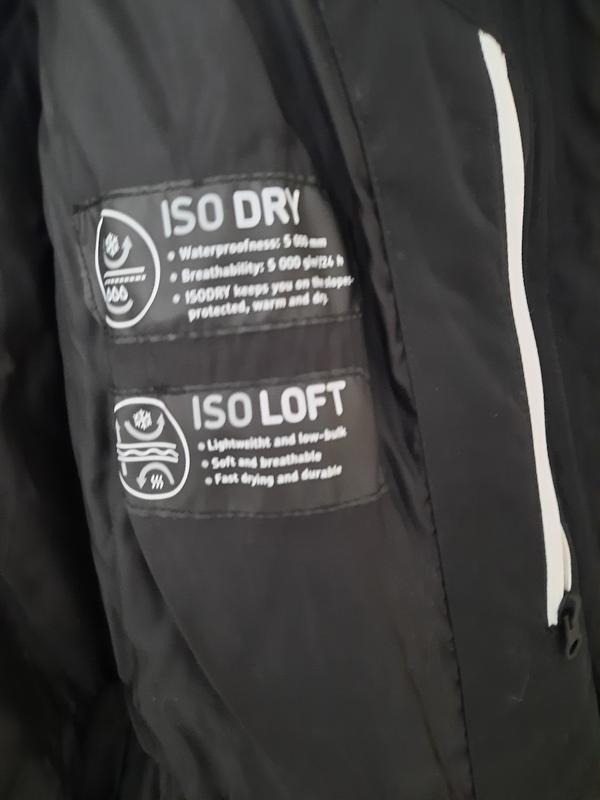 ISO DRY
• Waterproofness: 5 000 mm
• Breathability: 5 000 g/m²/24 h
• ISODRY keeps you on the slopes
protected, warm and dry.
ISO LOFT
• Lightweitht and low-bulk
• Soft and breathable
• Fast drying and durable